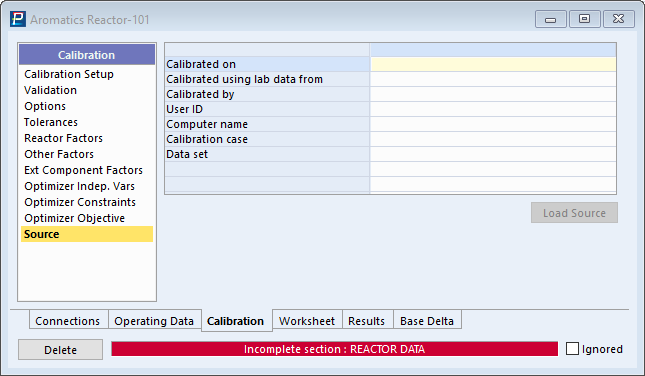 Aromatics Reactor-101
Calibration
Calibration Setup
Validation
Options
Tolerances
Reactor Factors
Other Factors
Ext Component Factors
Optimizer Indep. Vars
Optimizer Constraints
Optimizer Objective
Source
Calibrated on
Calibrated using lab data from
Calibrated by
User ID
Computer name
Calibration case
Data set
Load Source
Connections Operating Data Calibration Worksheet Results Base Delta
Delete Incomplete section : REACTOR DATA Ignored